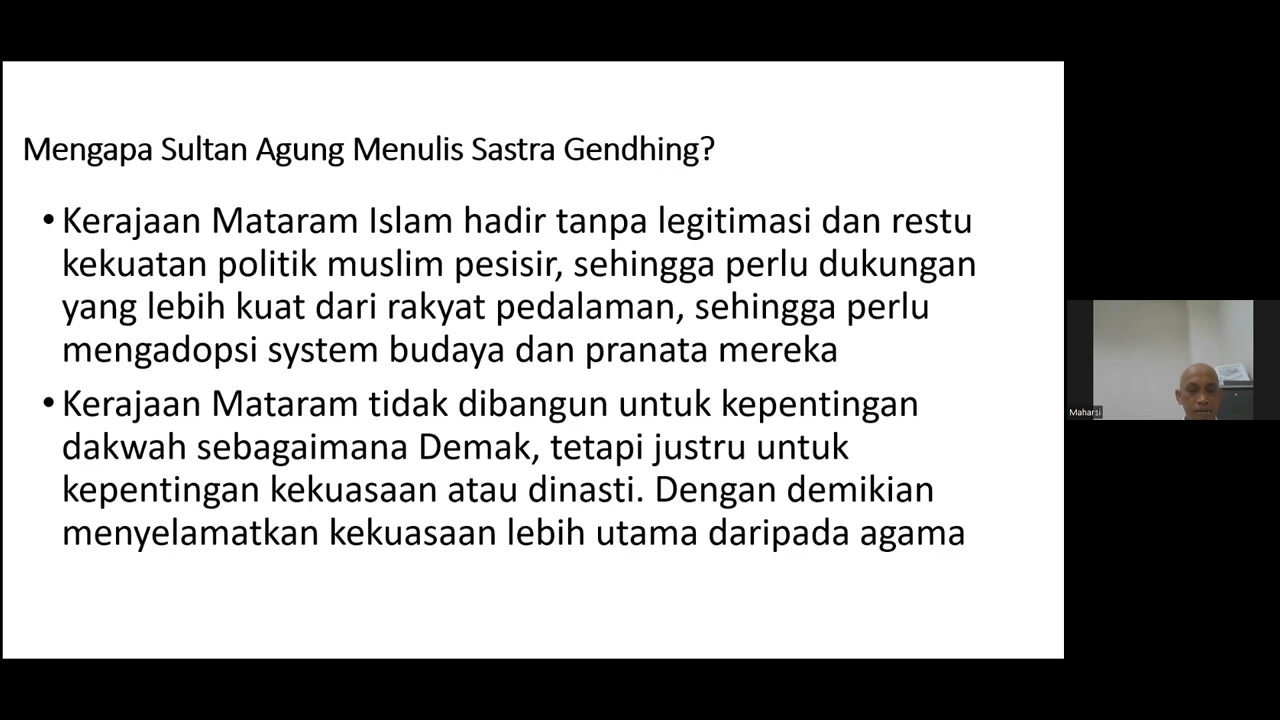 Mengapa Sultan Agung Menulis Sastra Gendhing?
• Kerajaan Mataram Islam hadir tanpa legitimasi dan restu
kekuatan politik muslim pesisir, sehingga perlu dukungan
yang lebih kuat dari rakyat pedalaman, sehingga perlu
mengadopsi system budaya dan pranata mereka
• Kerajaan Mataram tidak dibangun untuk kepentingan
dakwah sebagaimana Demak, tetapi justru untuk
kepentingan kekuasaan atau dinasti. Dengan demikian
menyelamatkan kekuasaan lebih utama daripada agama
Maharsi